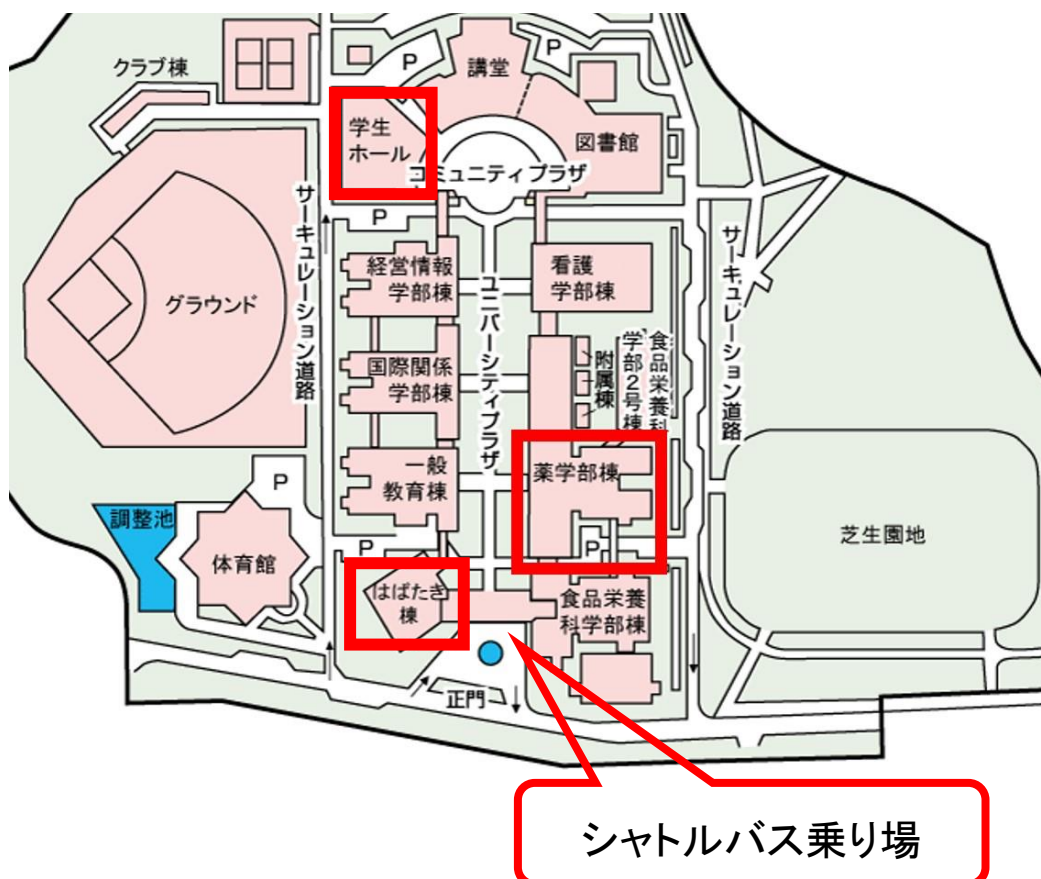 クラブ棟
P
講堂
P
学生
ホール
図書館
コミュニティプラザ
P
サーキュレーション道路
経営情報
学部棟
看護
学部棟
サーキュレーション道路
グラウンド
ユニバーシティプラザ
国際関係
学部棟
附属棟
食品栄養科
学部2号棟
一般
教育棟
薬学部棟
P
調整池
体育館
P
P
芝生園地
はばたき
棟
食品栄養
科学部棟
正門
シャトルバス乗り場